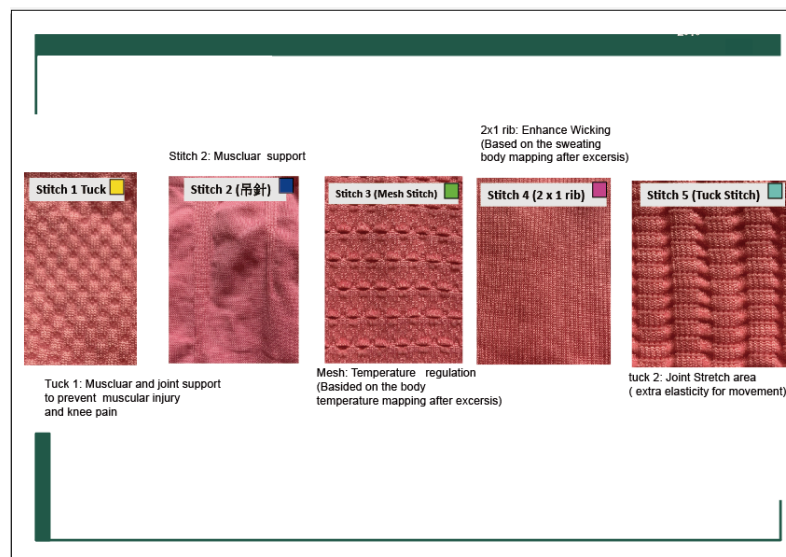 2x1 rib: Enhance Wicking
(Based on the sweating
body mapping after excersis)
Stitch 2: Muscluar support
Stitch 1 Tuck
Stitch 2 (吊針)
Stitch 3 (Mesh Stitch)
Stitch 4 (2 x 1 rib)
Stitch 5 (Tuck Stitch)
Tuck 1: Muscluar and joint support
to prevent muscular injury
and knee pain
Mesh: Temperature regulation
(Basided on the body
temperature mapping after excersis)
tuck 2: Joint Stretch area
( extra elasticity for movement)